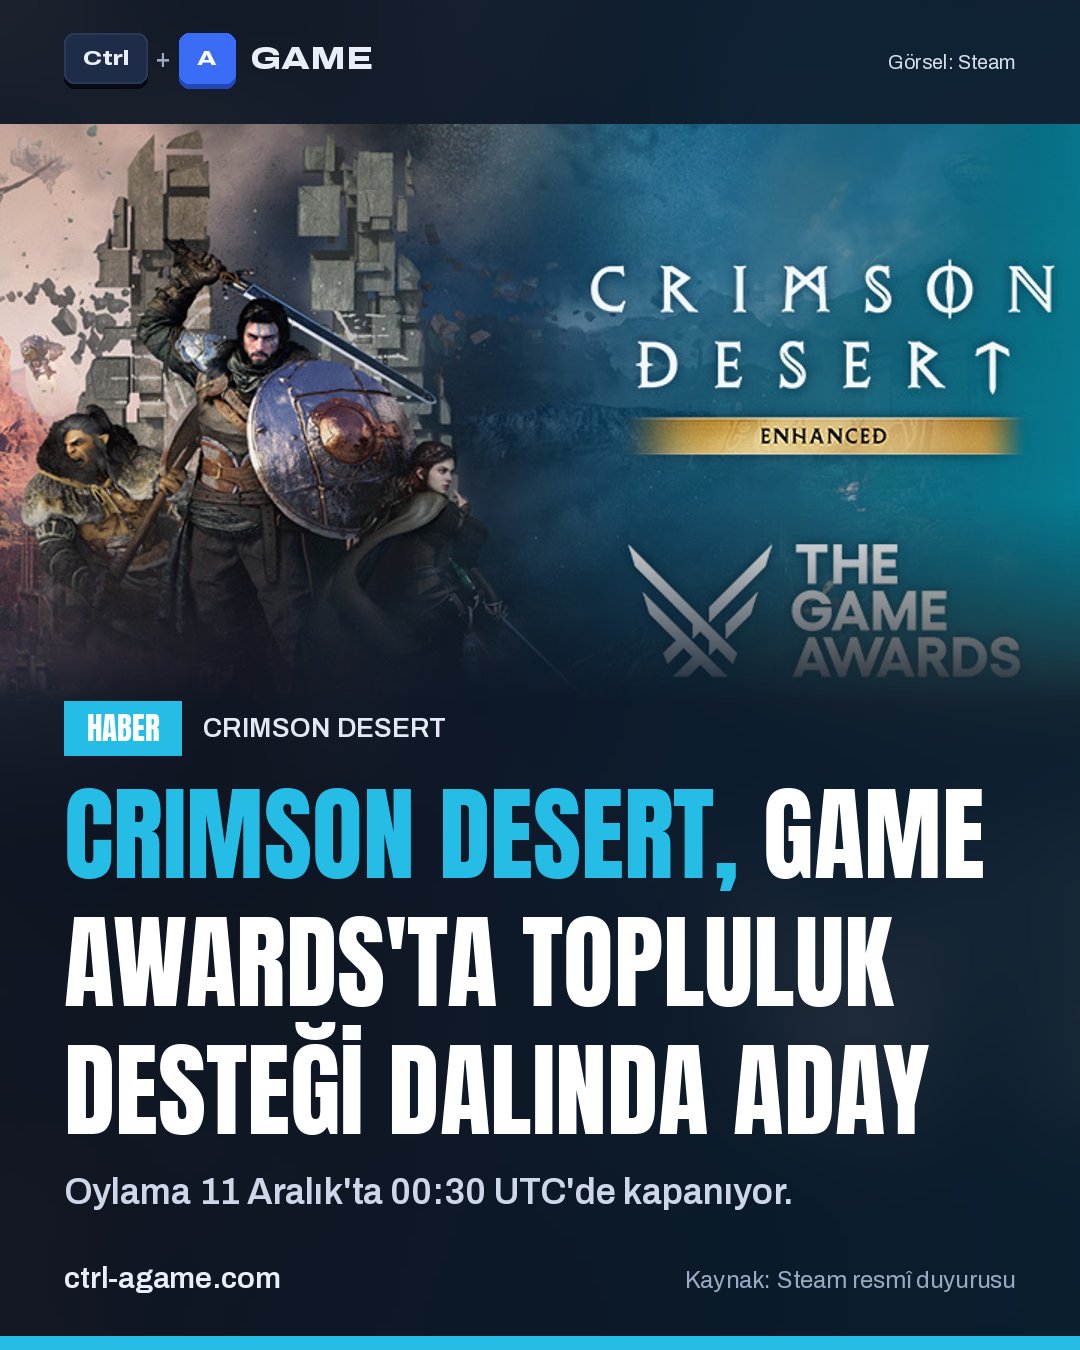 Ctrl + A GAME
Görsel: Steam
CRIMSON
DESERT
ENHANCED
THE
GAME
AWARDS
HABER
CRIMSON DESERT
CRIMSON DESERT, GAME
AWARDS'TA TOPLULUK
DESTEĞİ DALINDA ADAY
Oylama 11 Aralık'ta 00:30 UTC'de kapanıyor.
ctrl-agame.com
Kaynak: Steam resmî duyurusu